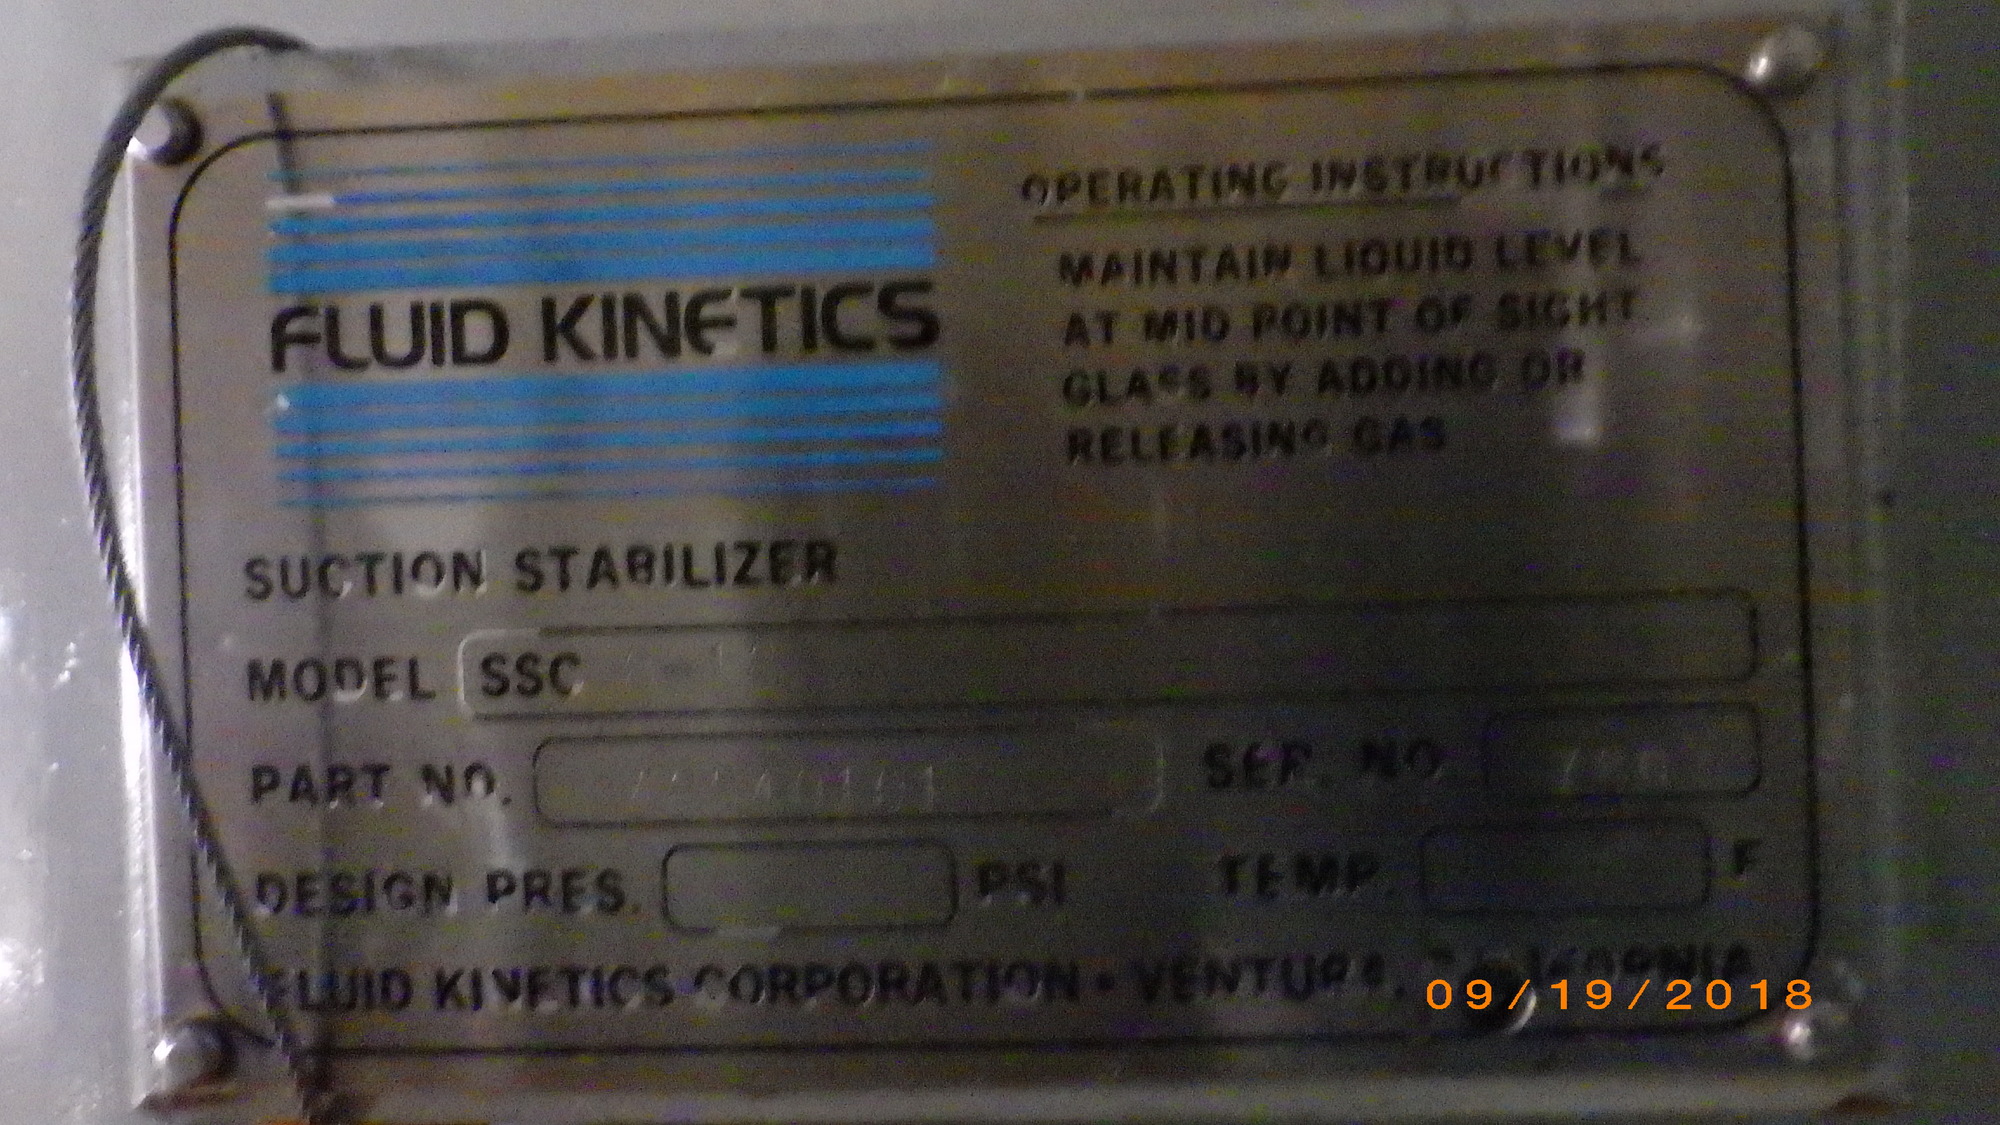 FLUID KINETICS
OPERATING INSTRUCTIONS
MAINTAIN LIQUID LEVEL
AT MID POINT OF SIGHT
GLASS BY ADDING OR
RELEASING GAS
SUCTION STABILIZER
MODEL SSC
PART NO.
SER. NO
DESIGN PRES. PSI
TEMP. F
FLUID KINETICS CORPORATION • VENTURA, CALIFORNIA
09/19/2018